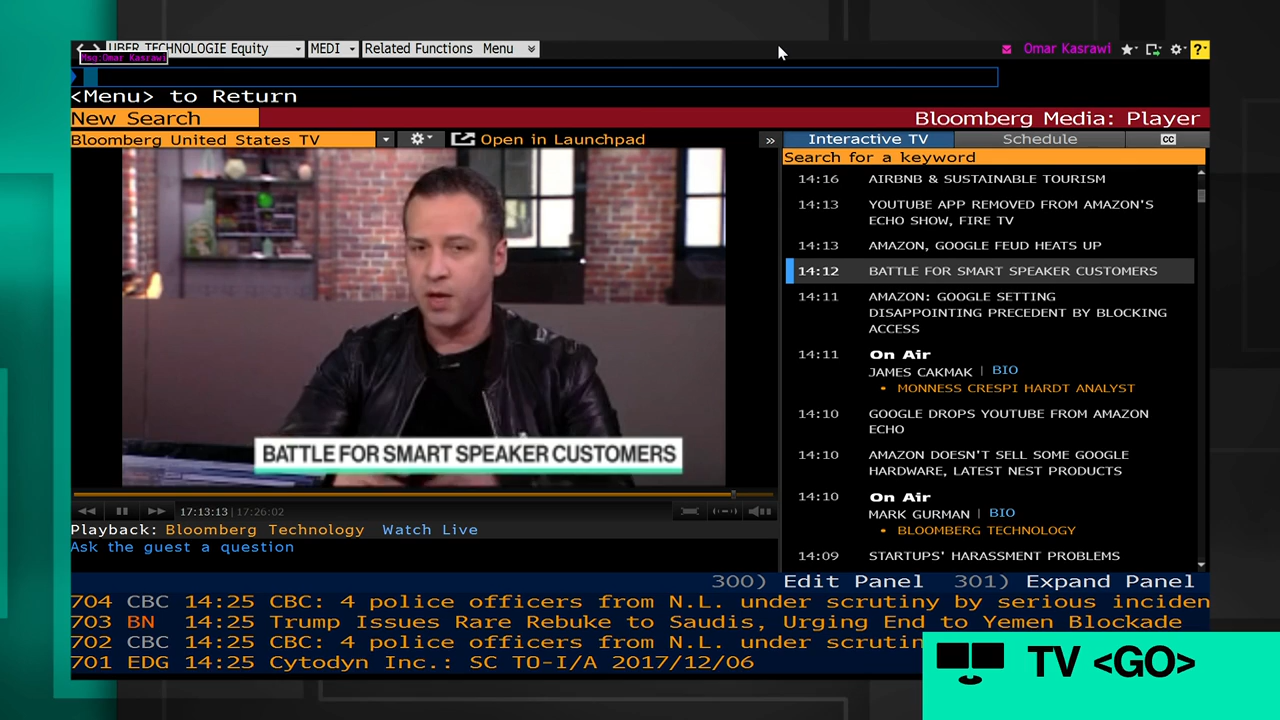 UBER TECHNOLOGIE Equity MEDI Related Functions Menu
Omar Kasrawi ?
Msg:Omar Kasrawi
<Menu> to Return
New Search
Bloomberg Media: Player
Bloomberg United States TV
Open in Launchpad
»
Interactive TV
Schedule
CC
Search for a keyword
14:16 AIRBNB & SUSTAINABLE TOURISM
14:13 YOUTUBE APP REMOVED FROM AMAZON'S
ECHO SHOW, FIRE TV
14:13 AMAZON, GOOGLE FEUD HEATS UP
14:12 BATTLE FOR SMART SPEAKER CUSTOMERS
14:11 AMAZON: GOOGLE SETTING
DISAPPOINTING PRECEDENT BY BLOCKING
ACCESS
14:11 On Air
JAMES CAKMAK | BIO
• MONNESS CRESPI HARDT ANALYST
14:10 GOOGLE DROPS YOUTUBE FROM AMAZON
ECHO
14:10 AMAZON DOESN'T SELL SOME GOOGLE
HARDWARE, LATEST NEST PRODUCTS
14:10 On Air
MARK GURMAN | BIO
• BLOOMBERG TECHNOLOGY
14:09 STARTUPS' HARASSMENT PROBLEMS
BATTLE FOR SMART SPEAKER CUSTOMERS
17:13:13 | 17:26:02
Playback: Bloomberg Technology Watch Live
Ask the guest a question
300) Edit Panel 301) Expand Panel
704 CBC 14:25 CBC: 4 police officers from N.L. under scrutiny by serious inciden
703 BN 14:25 Trump Issues Rare Rebuke to Saudis, Urging End to Yemen Blockade
702 CBC 14:25 CBC: 4 police officers from N.L. under scrutin
701 EDG 14:25 Cytodyn Inc.: SC TO-I/A 2017/12/06
TV <GO>